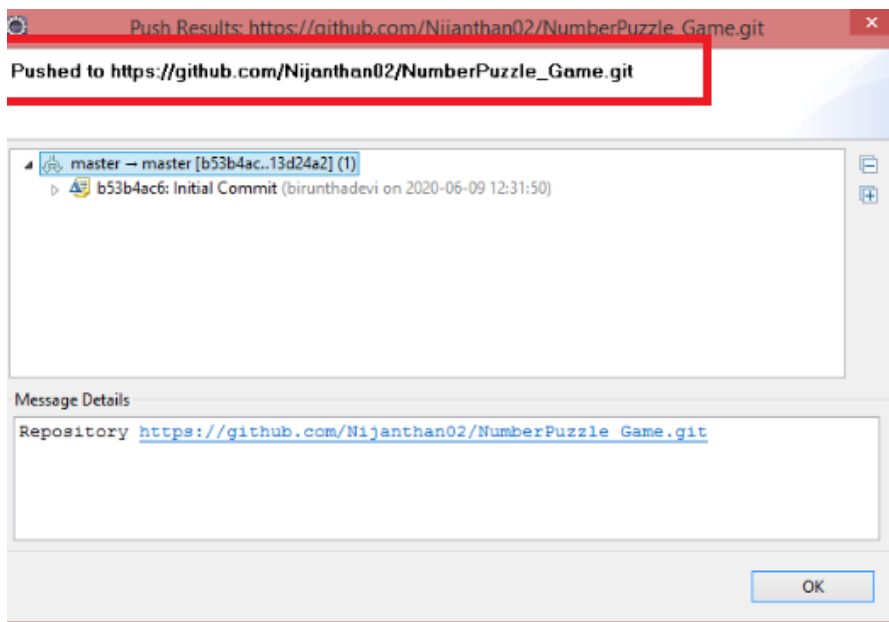 Push Results: https://github.com/Nijanthan02/NumberPuzzle_Game.git
Pushed to https://github.com/Nijanthan02/NumberPuzzle_Game.git
master → master [b53b4ac..13d24a2] (1)
b53b4ac6: Initial Commit (birunthadevi on 2020-06-09 12:31:50)
Message Details
Repository https://github.com/Nijanthan02/NumberPuzzle_Game.git
OK